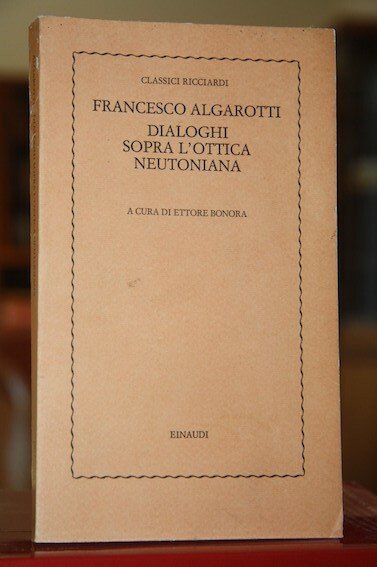 CLASSICI RICCIARDI
FRANCESCO ALGAROTTI
DIALOGHI
SOPRA L'OTTICA
NEUTONIANA
A CURA DI ETTORE BONORA
EINAUDI